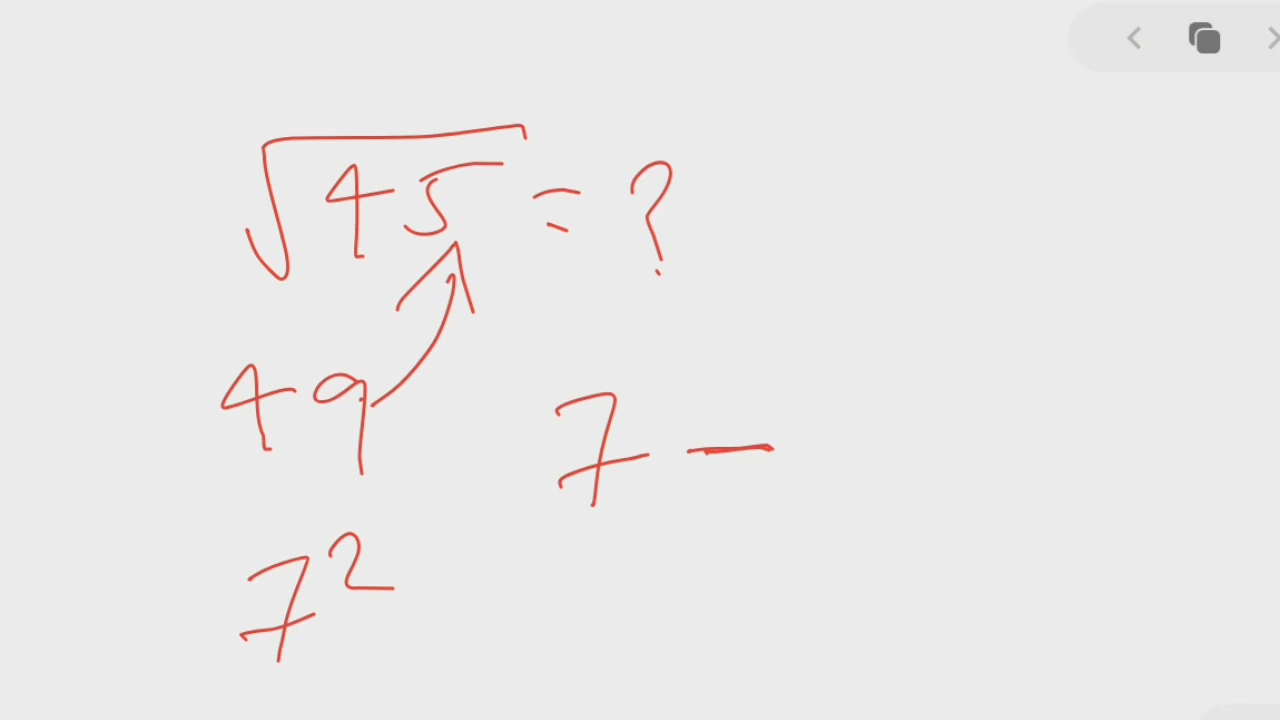 √45 = ?
49
7 —
7²